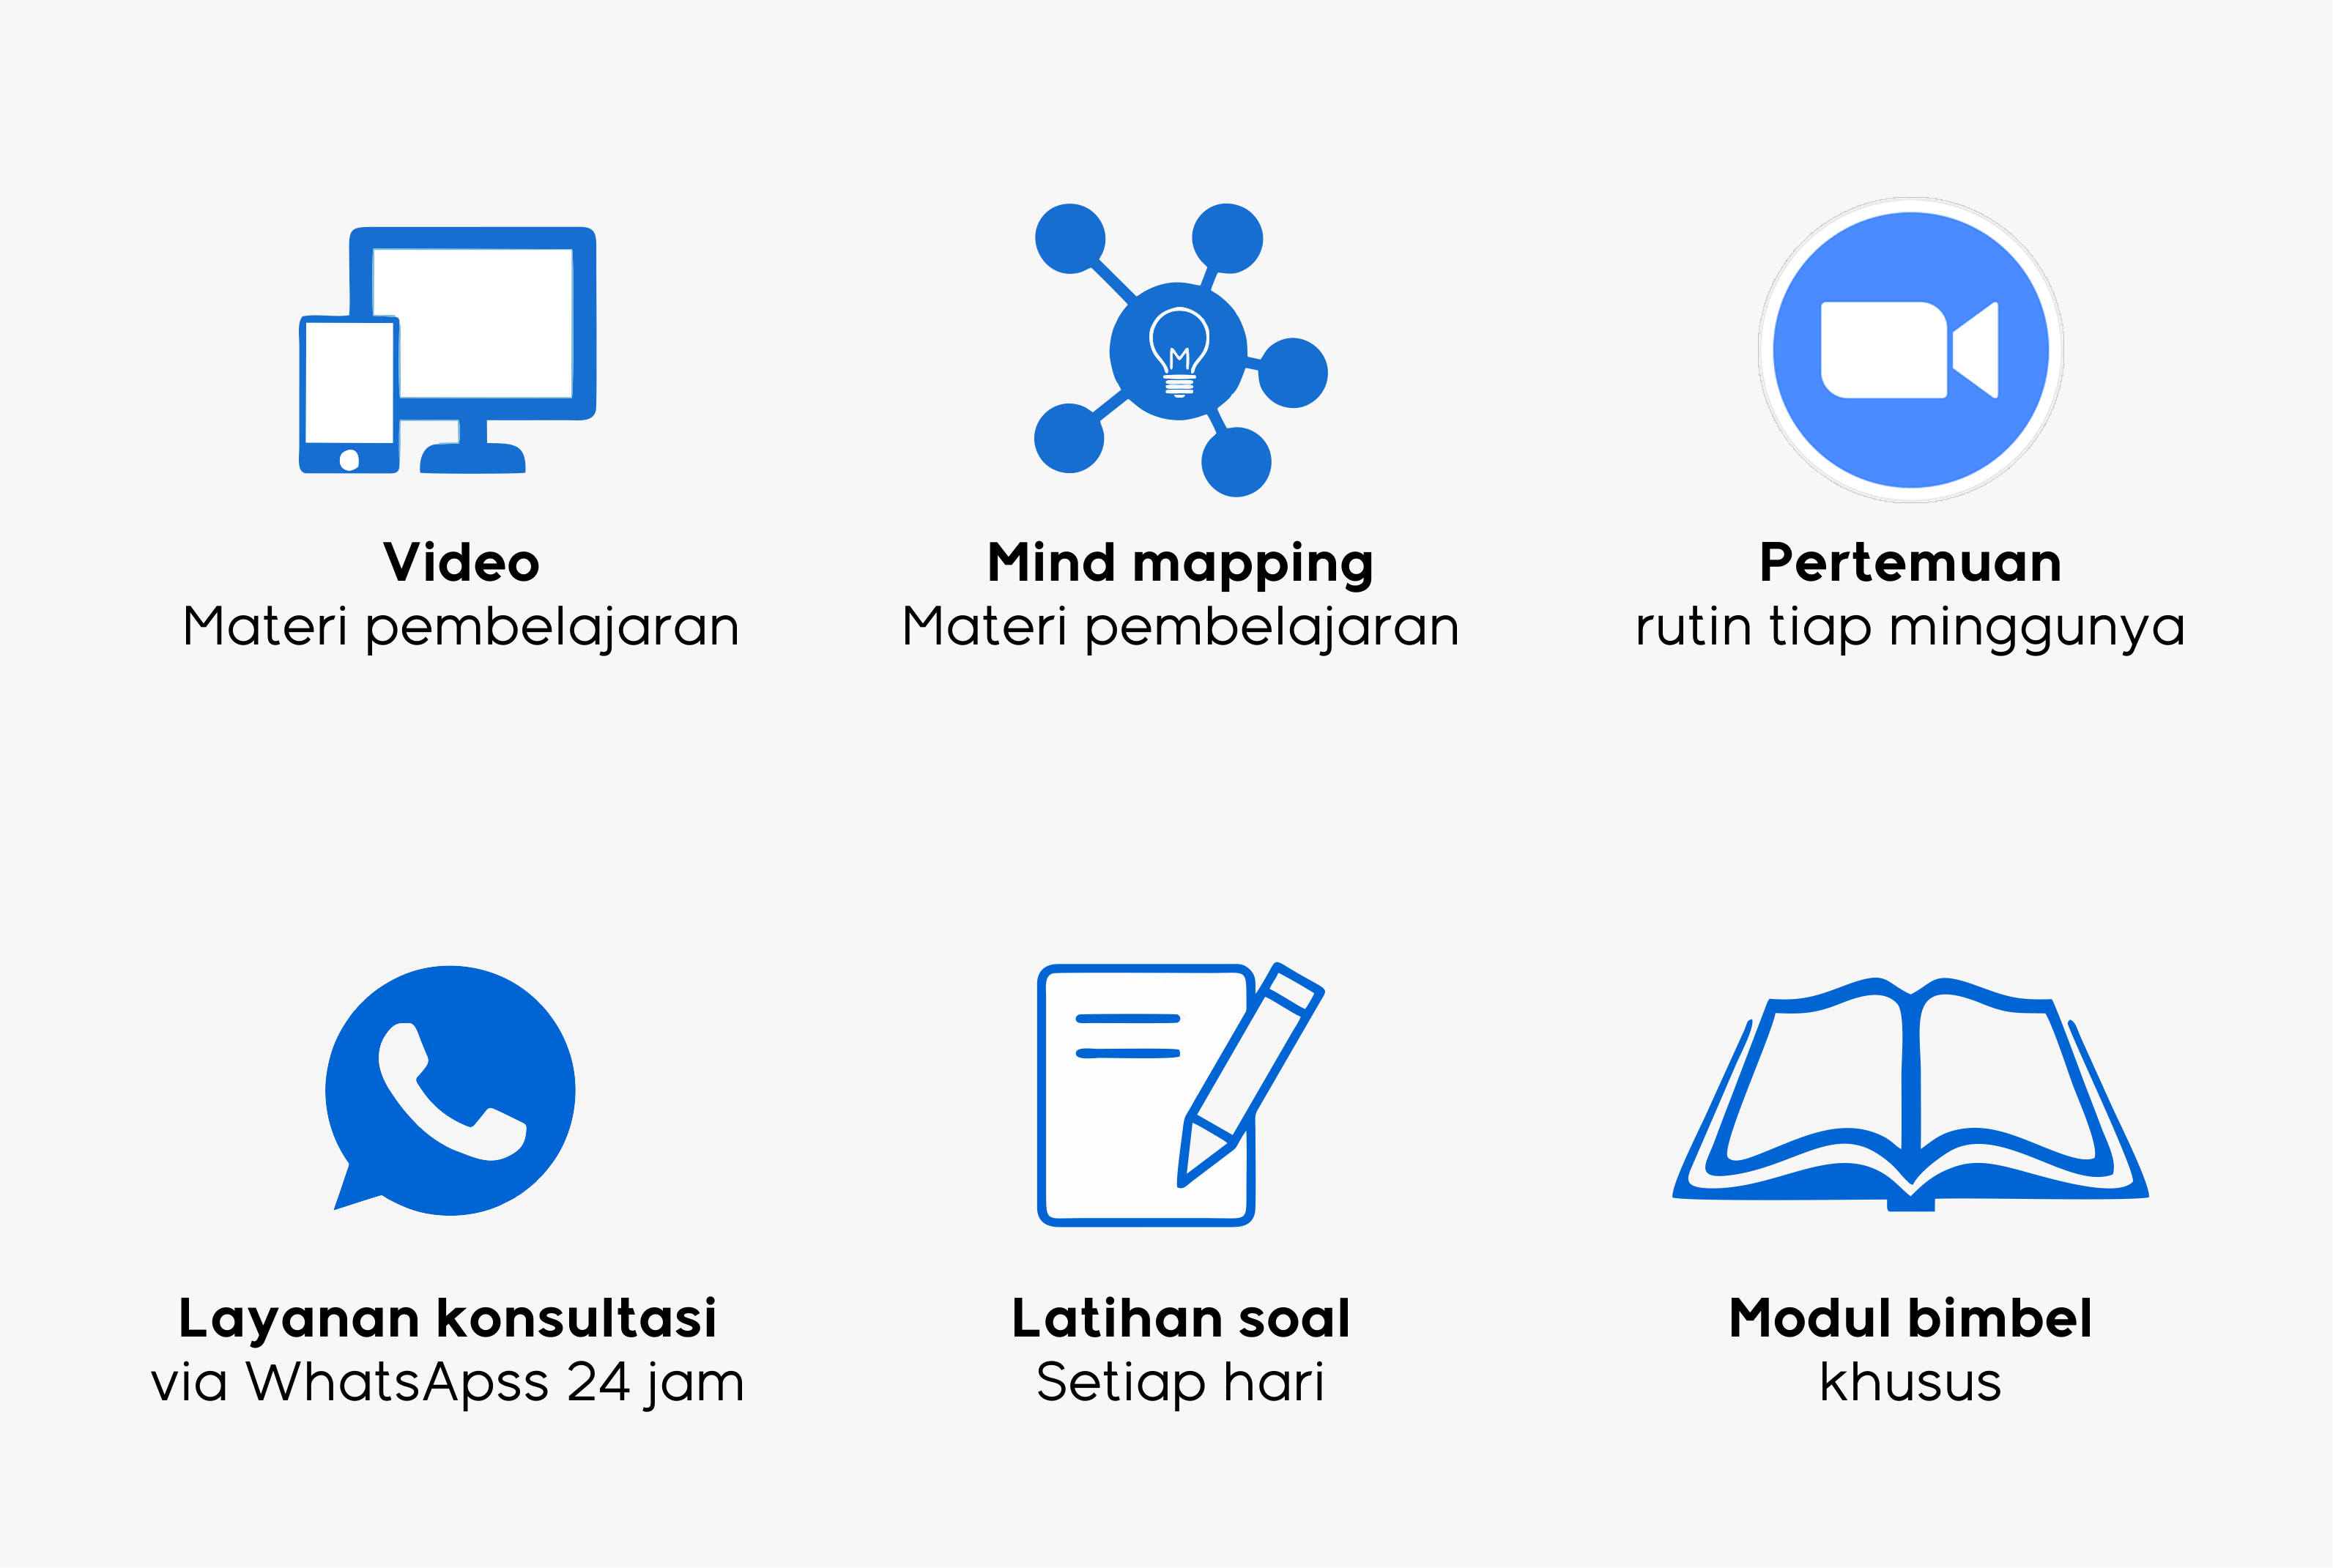 Video
Materi pembelajaran
Mind mapping
Materi pembelajaran
Pertemuan
rutin tiap minggunya
Layanan konsultasi
via WhatsApss 24 jam
Latihan soal
Setiap hari
Modul bimbel
khusus